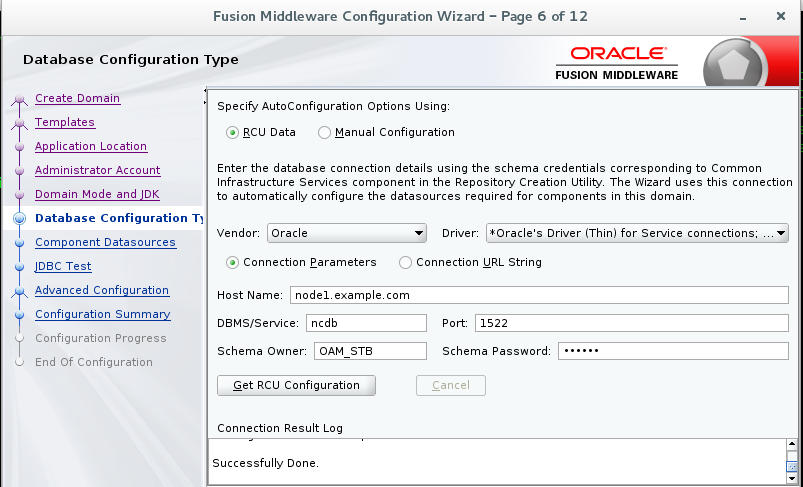 Fusion Middleware Configuration Wizard – Page 6 of 12
Database Configuration Type
ORACLE
FUSION MIDDLEWARE
Create Domain
Templates
Application Location
Administrator Account
Domain Mode and JDK
Database Configuration Ty
Component Datasources
JDBC Test
Advanced Configuration
Configuration Summary
Configuration Progress
End Of Configuration
Specify AutoConfiguration Options Using:
RCU Data Manual Configuration
Enter the database connection details using the schema credentials corresponding to Common
Infrastructure Services component in the Repository Creation Utility. The Wizard uses this connection
to automatically configure the datasources required for components in this domain.
Vendor: Oracle Driver: *Oracle's Driver (Thin) for Service connections; ...
Connection Parameters Connection URL String
Host Name: node1.example.com
DBMS/Service: ncdb Port: 1522
Schema Owner: OAM_STB Schema Password: ••••••
Get RCU Configuration Cancel
Connection Result Log
Successfully Done.